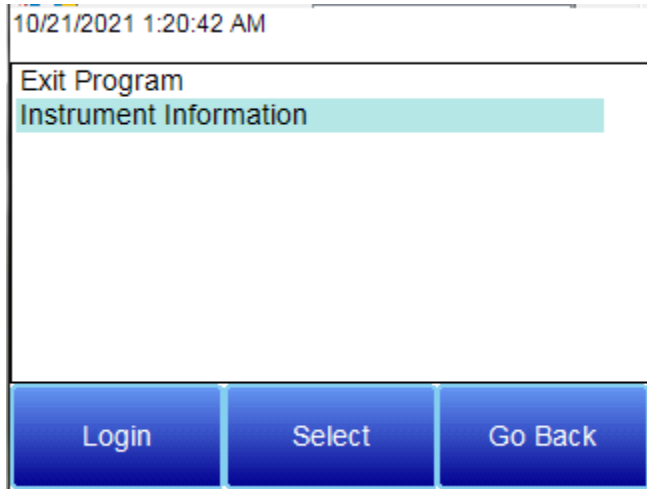 10/21/2021 1:20:42 AM
Exit Program
Instrument Information
Login Select Go Back